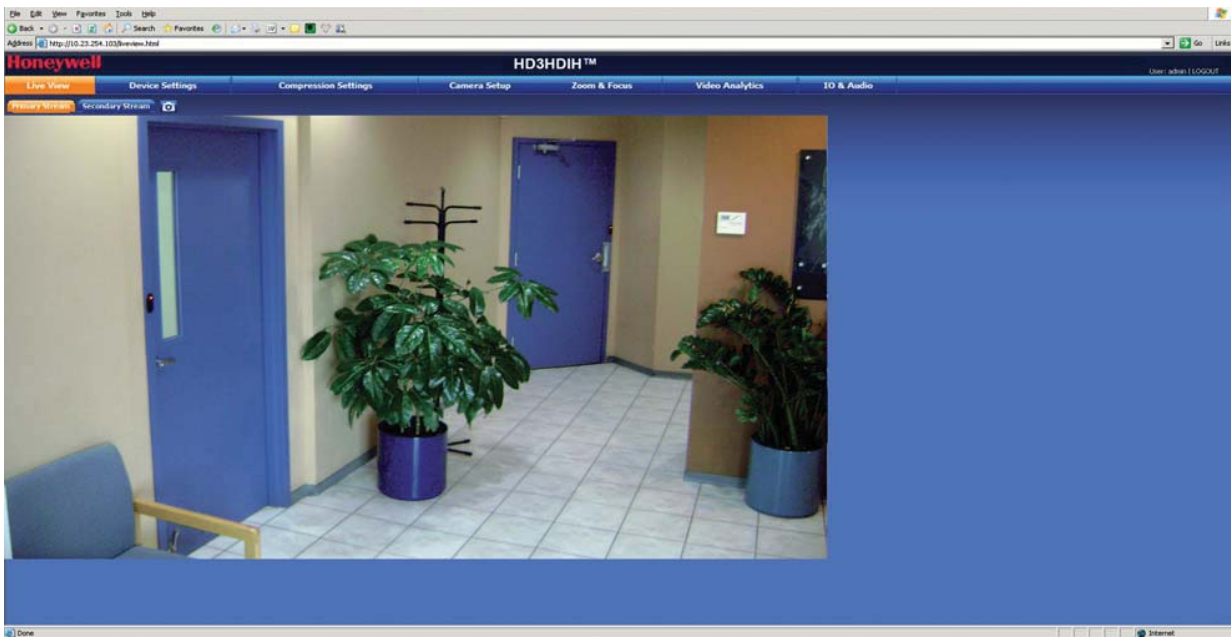 File Edit View Favorites Tools Help
Back Search Favorites
Address http://10.23.254.103/liveview.html Go Links
Honeywell HD3HDIH™
User: admin | LOGOUT
Live View Device Settings Compression Settings Camera Setup Zoom & Focus Video Analytics IO & Audio
Primary Stream Secondary Stream
Done Internet